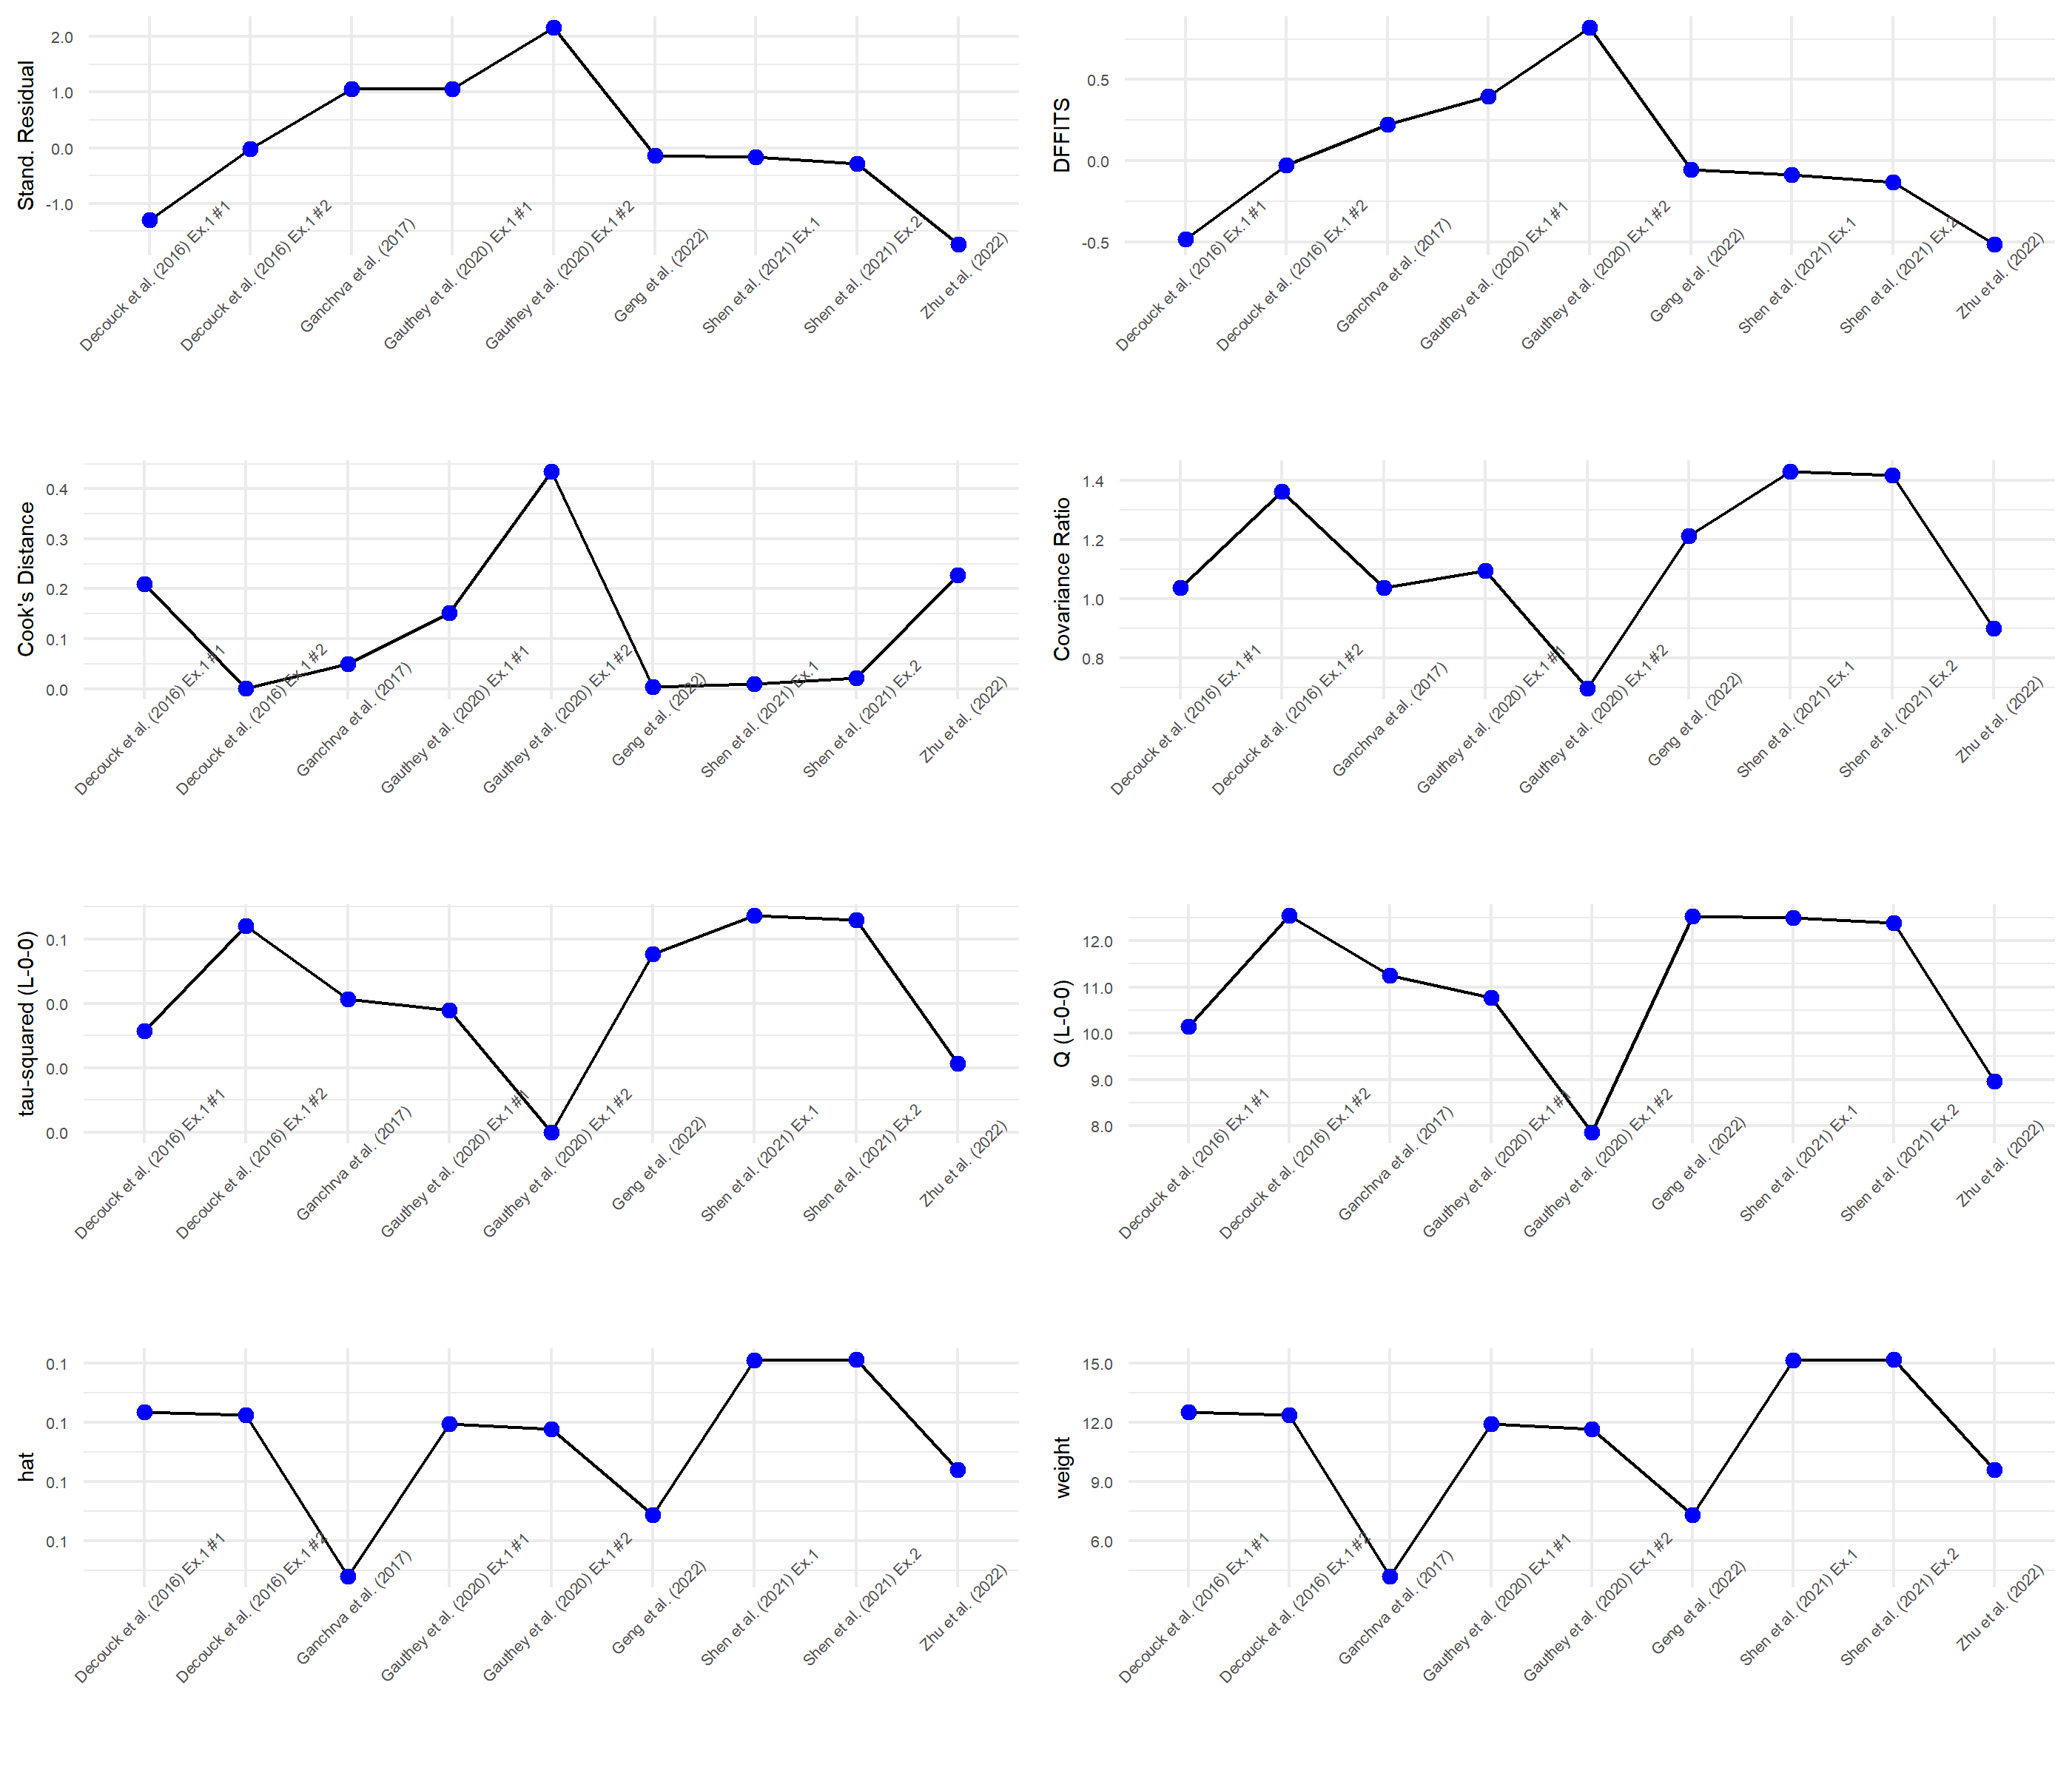 Stand. Residual
2.0
1.0
0.0
-1.0
Decouck et al. (2016) Ex.1 #1
Decouck et al. (2016) Ex.1 #2
Ganchrva et al. (2017)
Gauthey et al. (2020) Ex.1 #1
Gauthey et al. (2020) Ex.1 #2
Geng et al. (2022)
Shen et al. (2021) Ex.1
Shen et al. (2021) Ex.2
Zhu et al. (2022)
DFFITS
0.5
0.0
-0.5
Decouck et al. (2016) Ex.1 #1
Decouck et al. (2016) Ex.1 #2
Ganchrva et al. (2017)
Gauthey et al. (2020) Ex.1 #1
Gauthey et al. (2020) Ex.1 #2
Geng et al. (2022)
Shen et al. (2021) Ex.1
Shen et al. (2021) Ex.2
Zhu et al. (2022)
Cook's Distance
0.4
0.3
0.2
0.1
0.0
Decouck et al. (2016) Ex.1 #1
Decouck et al. (2016) Ex.1 #2
Ganchrva et al. (2017)
Gauthey et al. (2020) Ex.1 #1
Gauthey et al. (2020) Ex.1 #2
Geng et al. (2022)
Shen et al. (2021) Ex.1
Shen et al. (2021) Ex.2
Zhu et al. (2022)
Covariance Ratio
1.4
1.2
1.0
0.8
Decouck et al. (2016) Ex.1 #1
Decouck et al. (2016) Ex.1 #2
Ganchrva et al. (2017)
Gauthey et al. (2020) Ex.1 #1
Gauthey et al. (2020) Ex.1 #2
Geng et al. (2022)
Shen et al. (2021) Ex.1
Shen et al. (2021) Ex.2
Zhu et al. (2022)
tau-squared (L-0-0)
0.1
0.0
0.0
0.0
Decouck et al. (2016) Ex.1 #1
Decouck et al. (2016) Ex.1 #2
Ganchrva et al. (2017)
Gauthey et al. (2020) Ex.1 #1
Gauthey et al. (2020) Ex.1 #2
Geng et al. (2022)
Shen et al. (2021) Ex.1
Shen et al. (2021) Ex.2
Zhu et al. (2022)
Q (L-0-0)
12.0
11.0
10.0
9.0
8.0
Decouck et al. (2016) Ex.1 #1
Decouck et al. (2016) Ex.1 #2
Ganchrva et al. (2017)
Gauthey et al. (2020) Ex.1 #1
Gauthey et al. (2020) Ex.1 #2
Geng et al. (2022)
Shen et al. (2021) Ex.1
Shen et al. (2021) Ex.2
Zhu et al. (2022)
hat
0.1
0.1
0.1
0.1
Decouck et al. (2016) Ex.1 #1
Decouck et al. (2016) Ex.1 #2
Ganchrva et al. (2017)
Gauthey et al. (2020) Ex.1 #1
Gauthey et al. (2020) Ex.1 #2
Geng et al. (2022)
Shen et al. (2021) Ex.1
Shen et al. (2021) Ex.2
Zhu et al. (2022)
weight
15.0
12.0
9.0
6.0
Decouck et al. (2016) Ex.1 #1
Decouck et al. (2016) Ex.1 #2
Ganchrva et al. (2017)
Gauthey et al. (2020) Ex.1 #1
Gauthey et al. (2020) Ex.1 #2
Geng et al. (2022)
Shen et al. (2021) Ex.1
Shen et al. (2021) Ex.2
Zhu et al. (2022)